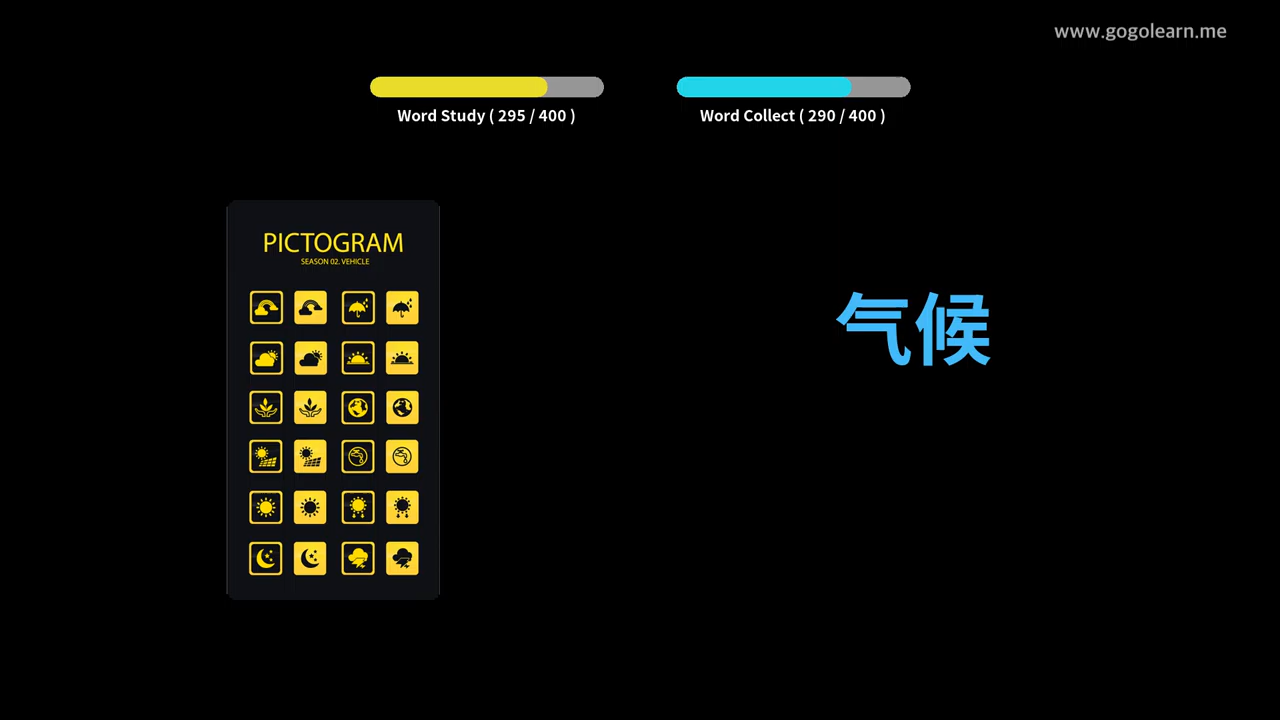 www.gogolearn.me
Word Study ( 295 / 400 )
Word Collect ( 290 / 400 )
PICTOGRAM
SEASON 02. VEHICLE
气候